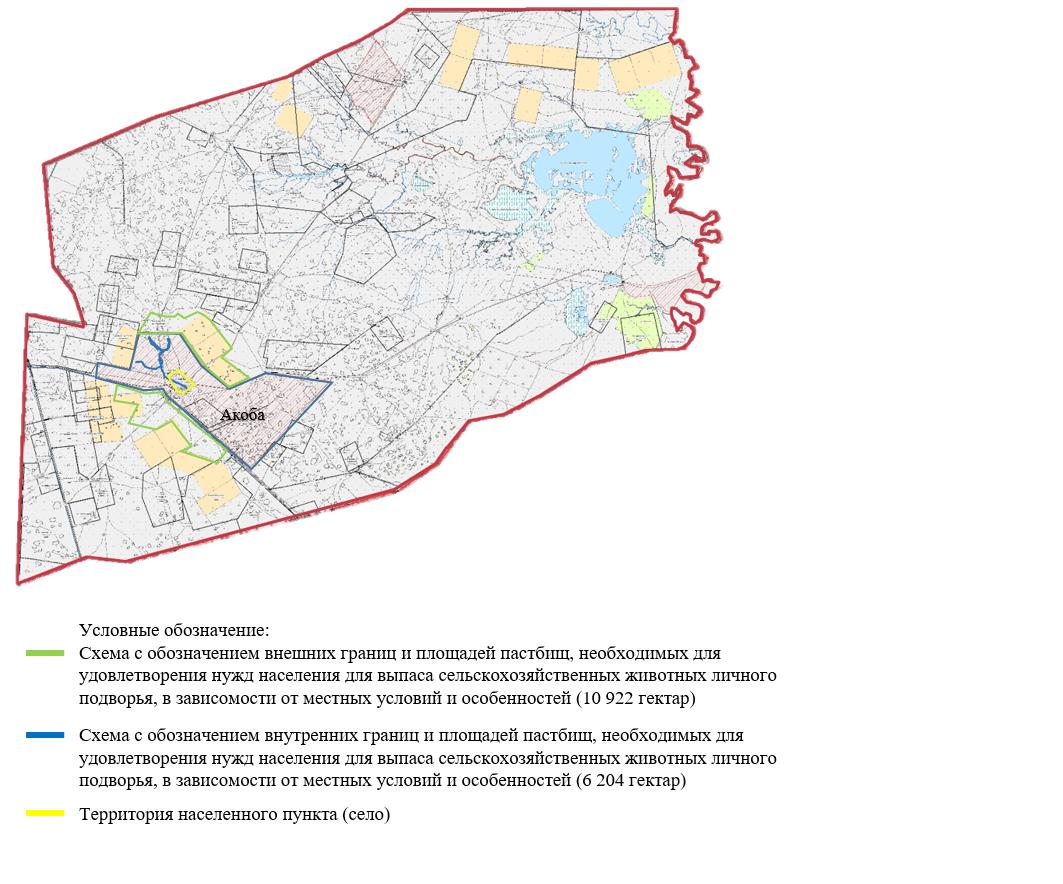 Акоба
Условные обозначение:
Схема с обозначением внешних границ и площадей пастбищ, необходимых для
удовлетворения нужд населения для выпаса сельскохозяйственных животных личного
подворья, в зависимости от местных условий и особенностей (10 922 гектар)
Схема с обозначением внутренних границ и площадей пастбищ, необходимых для
удовлетворения нужд населения для выпаса сельскохозяйственных животных личного
подворья, в зависимости от местных условий и особенностей (6 204 гектар)
Территория населенного пункта (село)